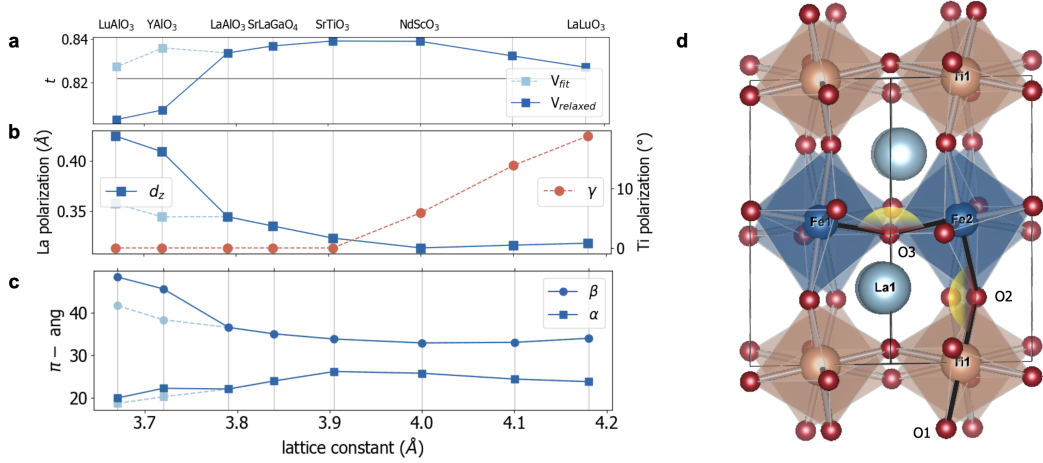 LuAlO₃ YAlO₃ LaAlO₃ SrLaGaO₄ SrTiO₃ NdScO₃ LaLuO₃
a
0.84
0.82
t
V_fit
V_relaxed
b
La polarization (Å)
0.40
0.35
d_z
γ
10
0
Ti polarization (°)
c
π− ang
40
30
20
β
α
3.7 3.8 3.9 4.0 4.1 4.2
lattice constant (Å)
d
Ti1
Fe1 Fe2
O3
La1
O2
Ti1
O1